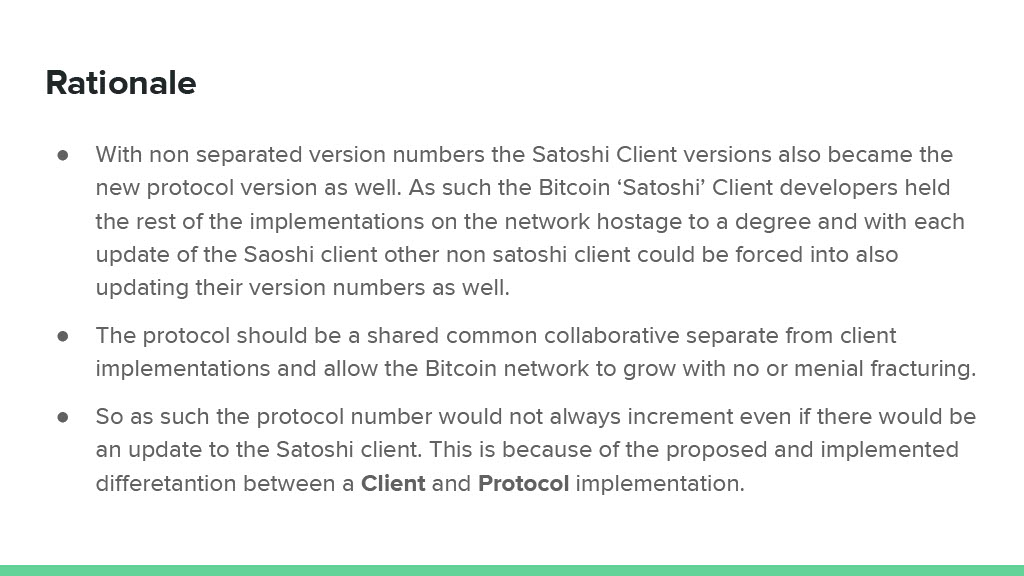 Rationale
● With non separated version numbers the Satoshi Client versions also became the
new protocol version as well. As such the Bitcoin ‘Satoshi’ Client developers held
the rest of the implementations on the network hostage to a degree and with each
update of the Saoshi client other non satoshi client could be forced into also
updating their version numbers as well.
● The protocol should be a shared common collaborative separate from client
implementations and allow the Bitcoin network to grow with no or menial fracturing.
● So as such the protocol number would not always increment even if there would be
an update to the Satoshi client. This is because of the proposed and implemented
differetantion between a Client and Protocol implementation.